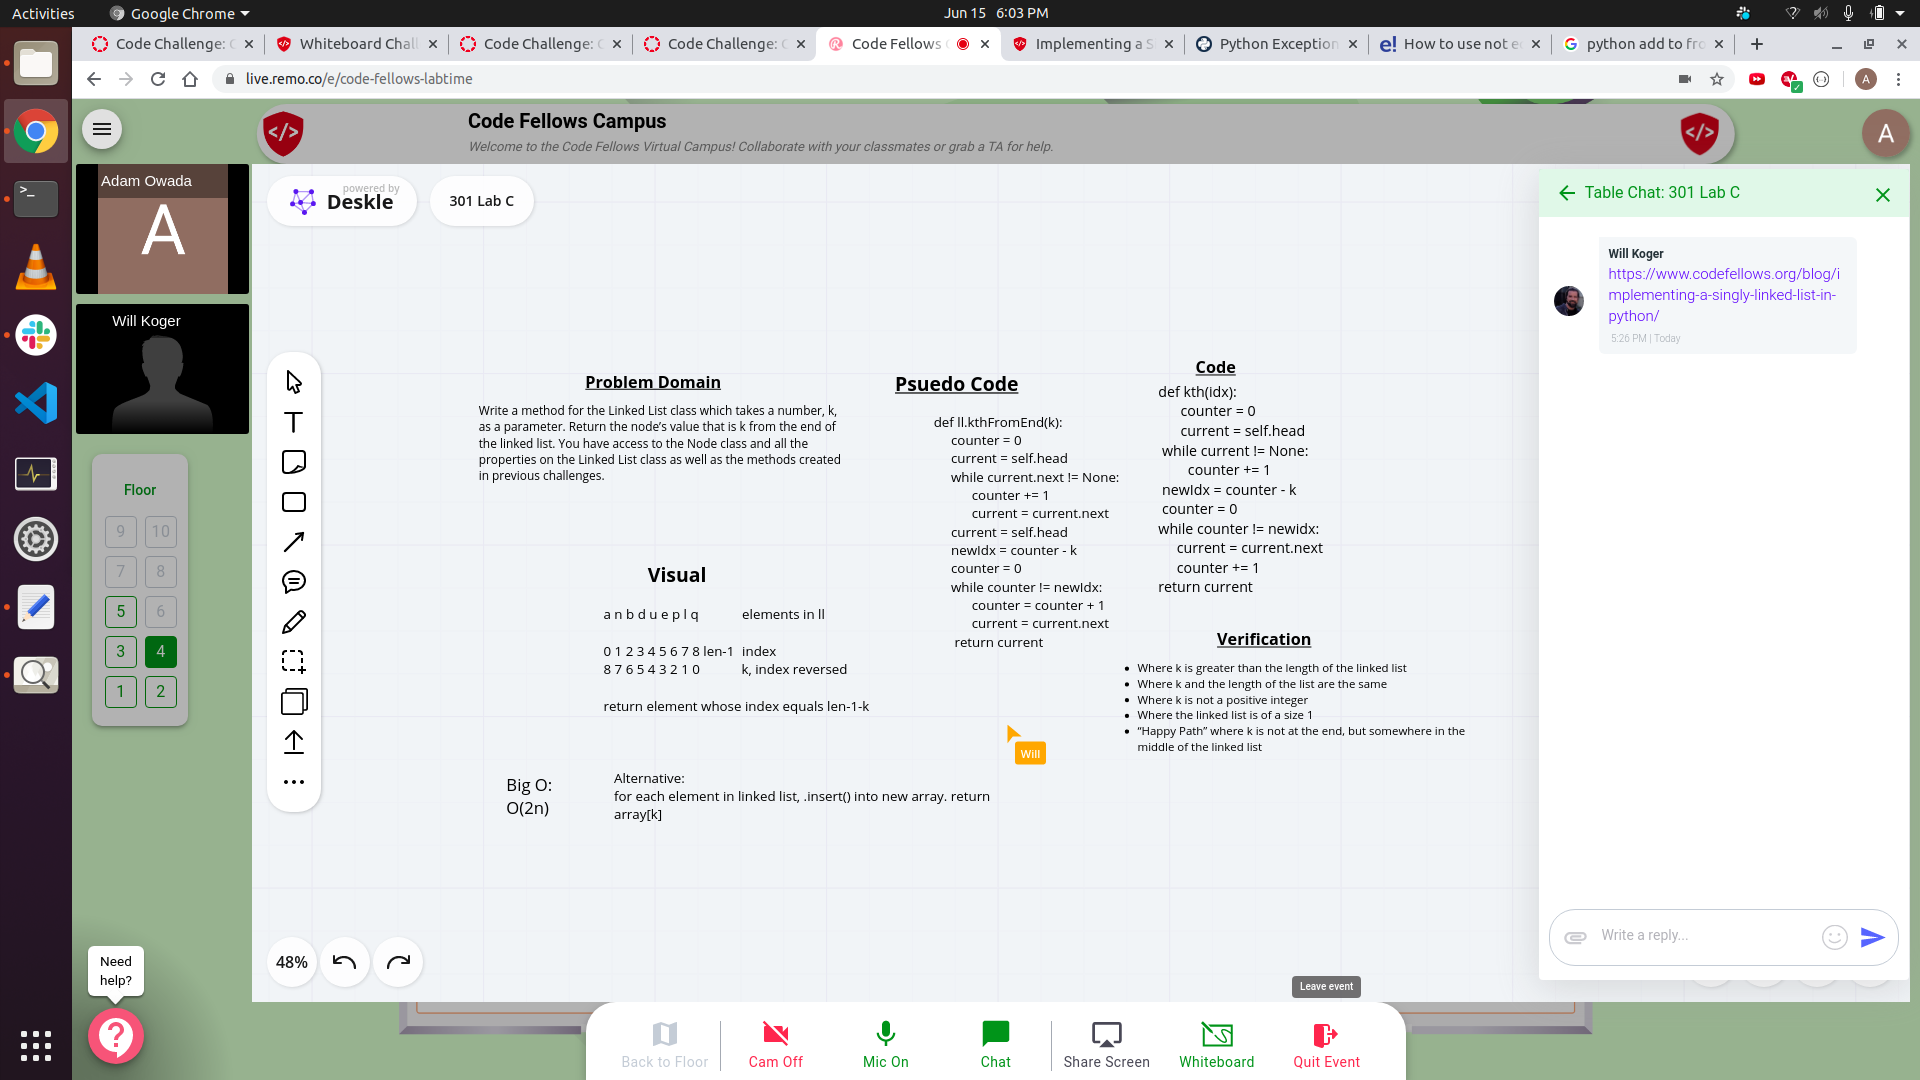 Activities
Google Chrome
Jun 15 6:03 PM
Code Challenge: C
Whiteboard Chall
Code Challenge: C
Code Challenge: C
Code Fellows
Implementing a S
Python Exception
How to use not e
python add to fro
live.remo.co/e/code-fellows-labtime
A
Code Fellows Campus
Welcome to the Code Fellows Virtual Campus! Collaborate with your classmates or grab a TA for help.
A
Adam Owada
A
Will Koger
powered by
Deskle
301 Lab C
Floor
9 10
7 8
5 6
3 4
1 2
Problem Domain
Write a method for the Linked List class which takes a number, k,
as a parameter. Return the node's value that is k from the end of
the linked list. You have access to the Node class and all the
properties on the Linked List class as well as the methods created
in previous challenges.
Visual
a n b d u e p l q elements in ll
0 1 2 3 4 5 6 7 8 len-1 index
8 7 6 5 4 3 2 1 0 k, index reversed
return element whose index equals len-1-k
Big O:
O(2n)
Alternative:
for each element in linked list, .insert() into new array. return
array[k]
Psuedo Code
def ll.kthFromEnd(k):
counter = 0
current = self.head
while current.next != None:
counter += 1
current = current.next
current = self.head
newIdx = counter - k
counter = 0
while counter != newIdx:
counter = counter + 1
current = current.next
return current
Will
Code
def kth(idx):
counter = 0
current = self.head
while current != None:
counter += 1
newIdx = counter - k
counter = 0
while counter != newidx:
current = current.next
counter += 1
return current
Verification
• Where k is greater than the length of the linked list
• Where k and the length of the list are the same
• Where k is not a positive integer
• Where the linked list is of a size 1
• “Happy Path” where k is not at the end, but somewhere in the
middle of the linked list
Table Chat: 301 Lab C
Will Koger
https://www.codefellows.org/blog/i
mplementing-a-singly-linked-list-in-
python/
5:26 PM | Today
Write a reply...
48%
Need
help?
Leave event
Back to Floor
Cam Off
Mic On
Chat
Share Screen
Whiteboard
Quit Event